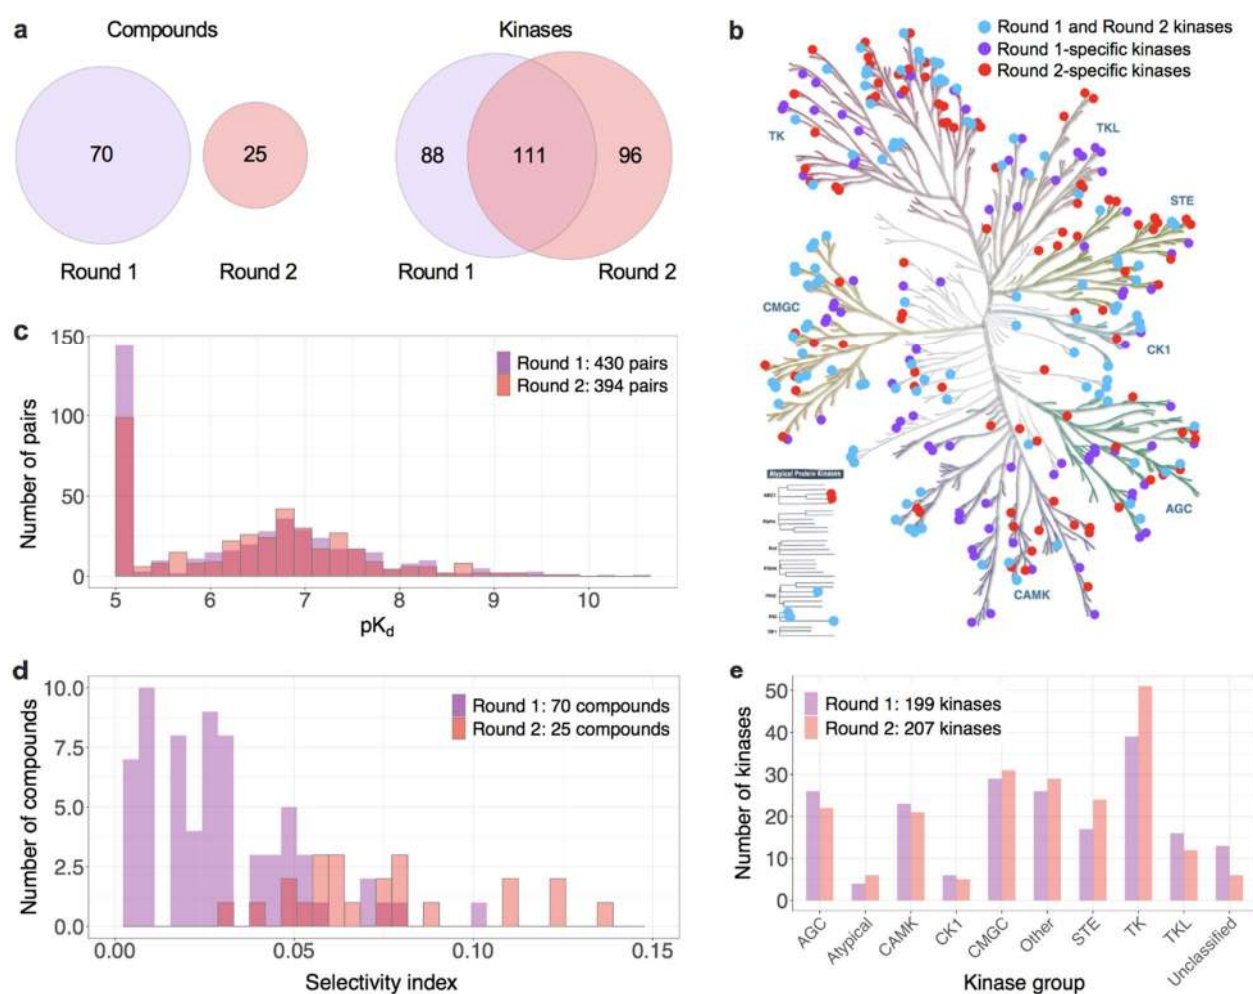 a
Compounds
Kinases
70
25
88
111
96
Round 1
Round 2
Round 1
Round 2
b
Round 1 and Round 2 kinases
Round 1-specific kinases
Round 2-specific kinases
TK
TKL
STE
CMGC
CK1
AGC
CAMK
Atypical Protein Kinases
c
150
100
50
0
Number of pairs
Round 1: 430 pairs
Round 2: 394 pairs
5 6 7 8 9 10
pKd
d
10.0
7.5
5.0
2.5
0.0
Number of compounds
Round 1: 70 compounds
Round 2: 25 compounds
0.00 0.05 0.10 0.15
Selectivity index
e
50
40
30
20
10
0
Number of kinases
Round 1: 199 kinases
Round 2: 207 kinases
AGC
Atypical
CAMK
CK1
CMGC
Other
STE
TK
TKL
Unclassified
Kinase group